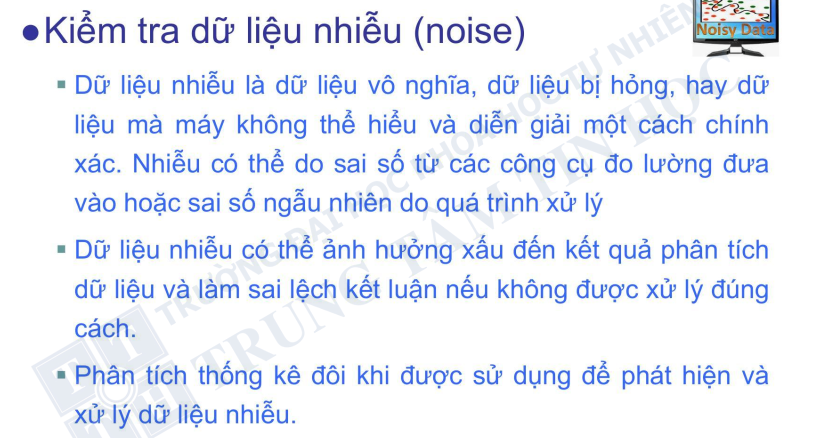 ●Kiểm tra dữ liệu nhiễu (noise)
Noisy Data
▪ Dữ liệu nhiễu là dữ liệu vô nghĩa, dữ liệu bị hỏng, hay dữ
liệu mà máy không thể hiểu và diễn giải một cách chính
xác. Nhiễu có thể do sai số từ các công cụ đo lường đưa
vào hoặc sai số ngẫu nhiên do quá trình xử lý
▪ Dữ liệu nhiễu có thể ảnh hưởng xấu đến kết quả phân tích
dữ liệu và làm sai lệch kết luận nếu không được xử lý đúng
cách.
▪ Phân tích thống kê đôi khi được sử dụng để phát hiện và
xử lý dữ liệu nhiễu.
TRƯỜNG ĐẠI HỌC KHOA HỌC TỰ NHIÊN
TRUNG TÂM TIN HỌC